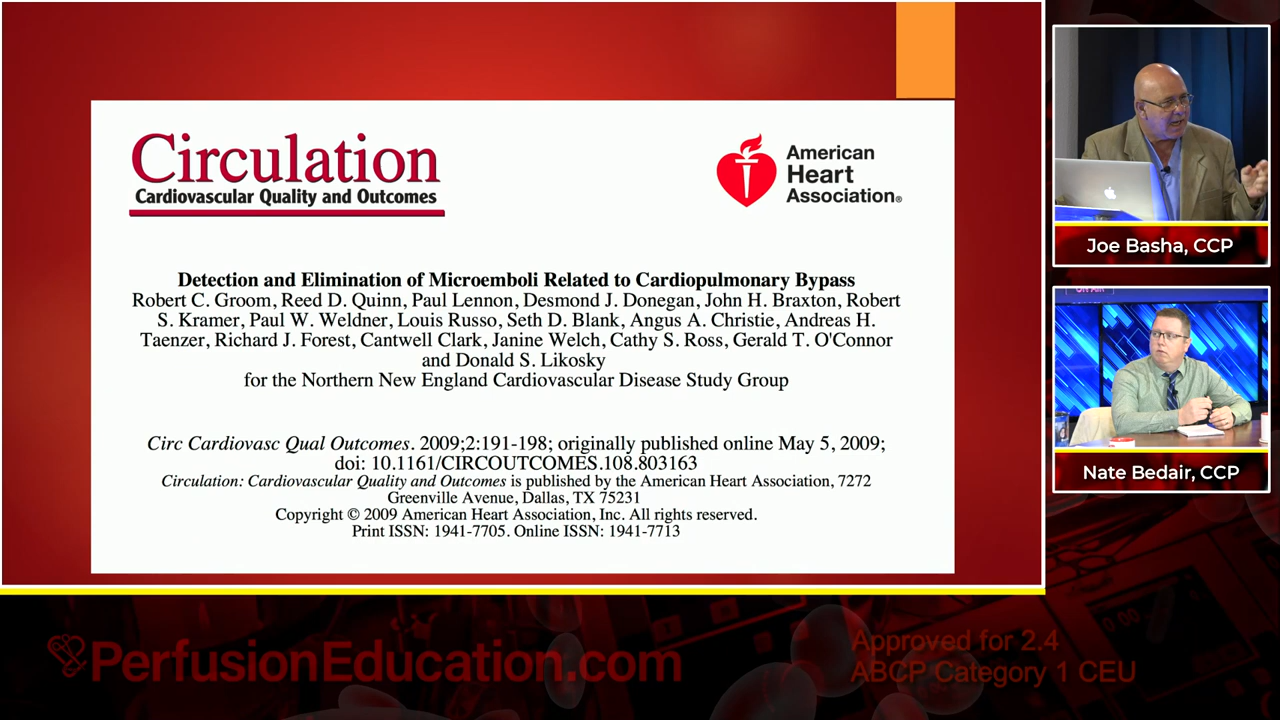 Circulation
Cardiovascular Quality and Outcomes
American
Heart
Association®
Detection and Elimination of Microemboli Related to Cardiopulmonary Bypass
Robert C. Groom, Reed D. Quinn, Paul Lennon, Desmond J. Donegan, John H. Braxton, Robert
S. Kramer, Paul W. Weldner, Louis Russo, Seth D. Blank, Angus A. Christie, Andreas H.
Taenzer, Richard J. Forest, Cantwell Clark, Janine Welch, Cathy S. Ross, Gerald T. O'Connor
and Donald S. Likosky
for the Northern New England Cardiovascular Disease Study Group
Circ Cardiovasc Qual Outcomes. 2009;2:191-198; originally published online May 5, 2009;
doi: 10.1161/CIRCOUTCOMES.108.803163
Circulation: Cardiovascular Quality and Outcomes is published by the American Heart Association, 7272
Greenville Avenue, Dallas, TX 75231
Copyright © 2009 American Heart Association, Inc. All rights reserved.
Print ISSN: 1941-7705. Online ISSN: 1941-7713
Joe Basha, CCP
ON AIR
Nate Bedair, CCP
PerfusionEducation.com
Approved for 2.4
ABCP Category 1 CEU